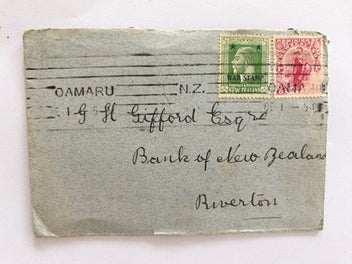 WAR STAMP
OAMARU N.Z.
G H Gifford Esqre
Bank of New Zealand
Riverton